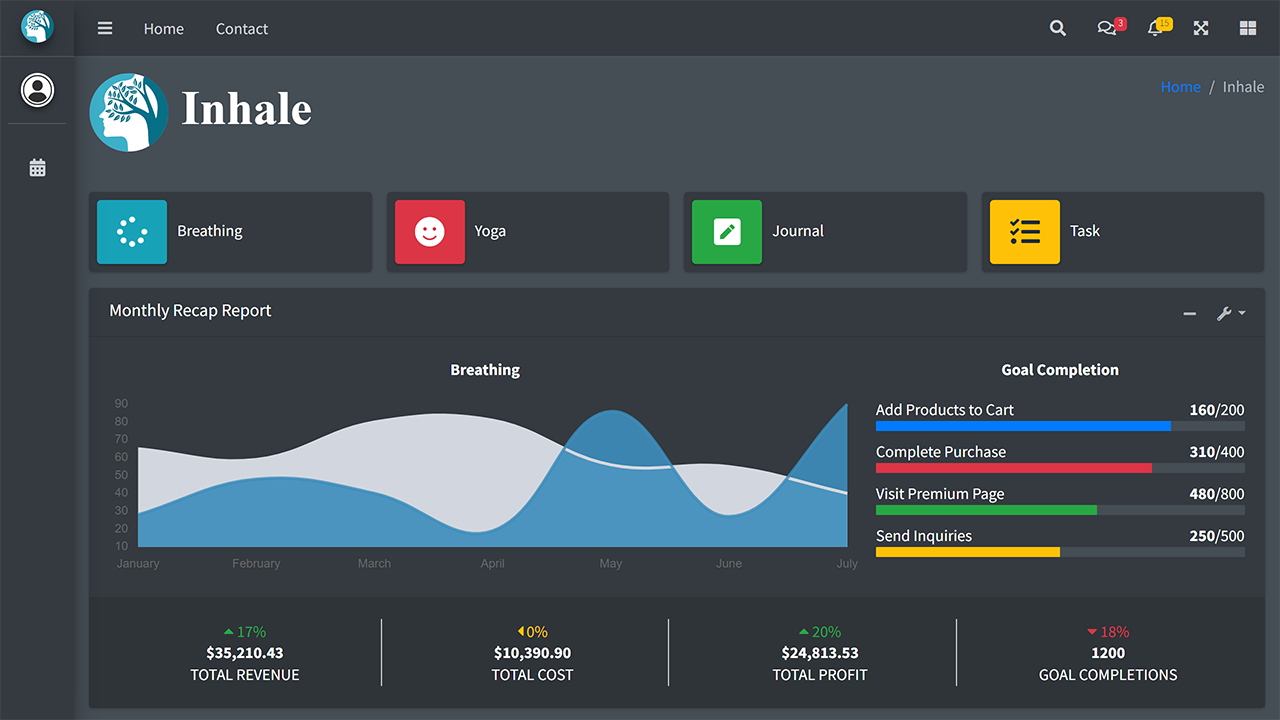 Home Contact 3 15
Inhale
Home / Inhale
Breathing
Yoga
Journal
Task
Monthly Recap Report
Breathing
90
80
70
60
50
40
30
20
10
January February March April May June July
Goal Completion
Add Products to Cart 160/200
Complete Purchase 310/400
Visit Premium Page 480/800
Send Inquiries 250/500
17%
$35,210.43
TOTAL REVENUE
0%
$10,390.90
TOTAL COST
20%
$24,813.53
TOTAL PROFIT
18%
1200
GOAL COMPLETIONS